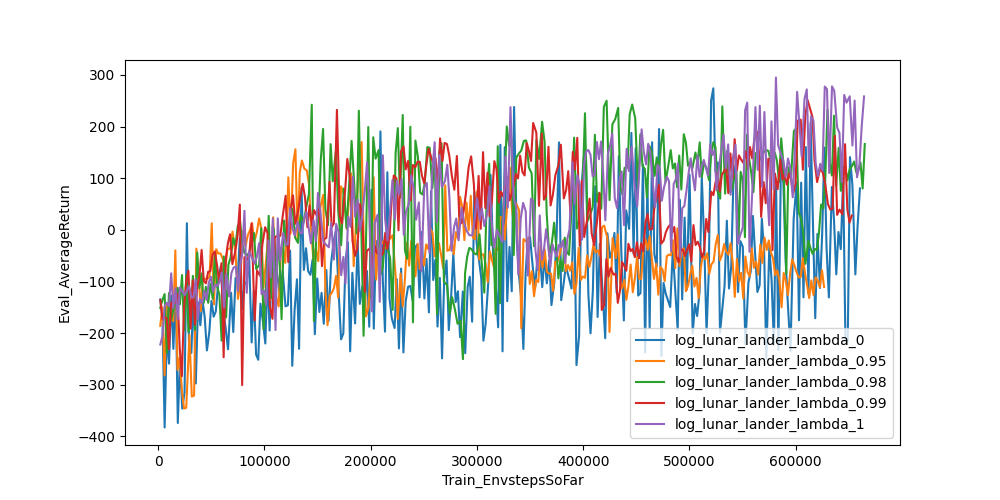 300
200
100
0
−100
−200
−300
−400
Eval_AverageReturn
0
100000
200000
300000
400000
500000
600000
Train_EnvstepsSoFar
log_lunar_lander_lambda_0
log_lunar_lander_lambda_0.95
log_lunar_lander_lambda_0.98
log_lunar_lander_lambda_0.99
log_lunar_lander_lambda_1